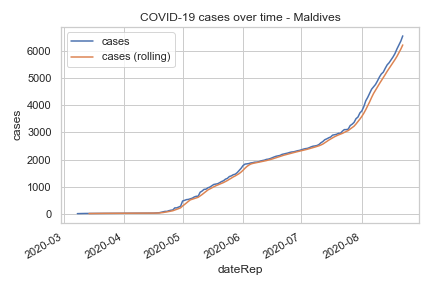 COVID-19 cases over time - Maldives
cases
cases (rolling)
6000
5000
4000
3000
2000
1000
0
cases
2020-03
2020-04
2020-05
2020-06
2020-07
2020-08
dateRep